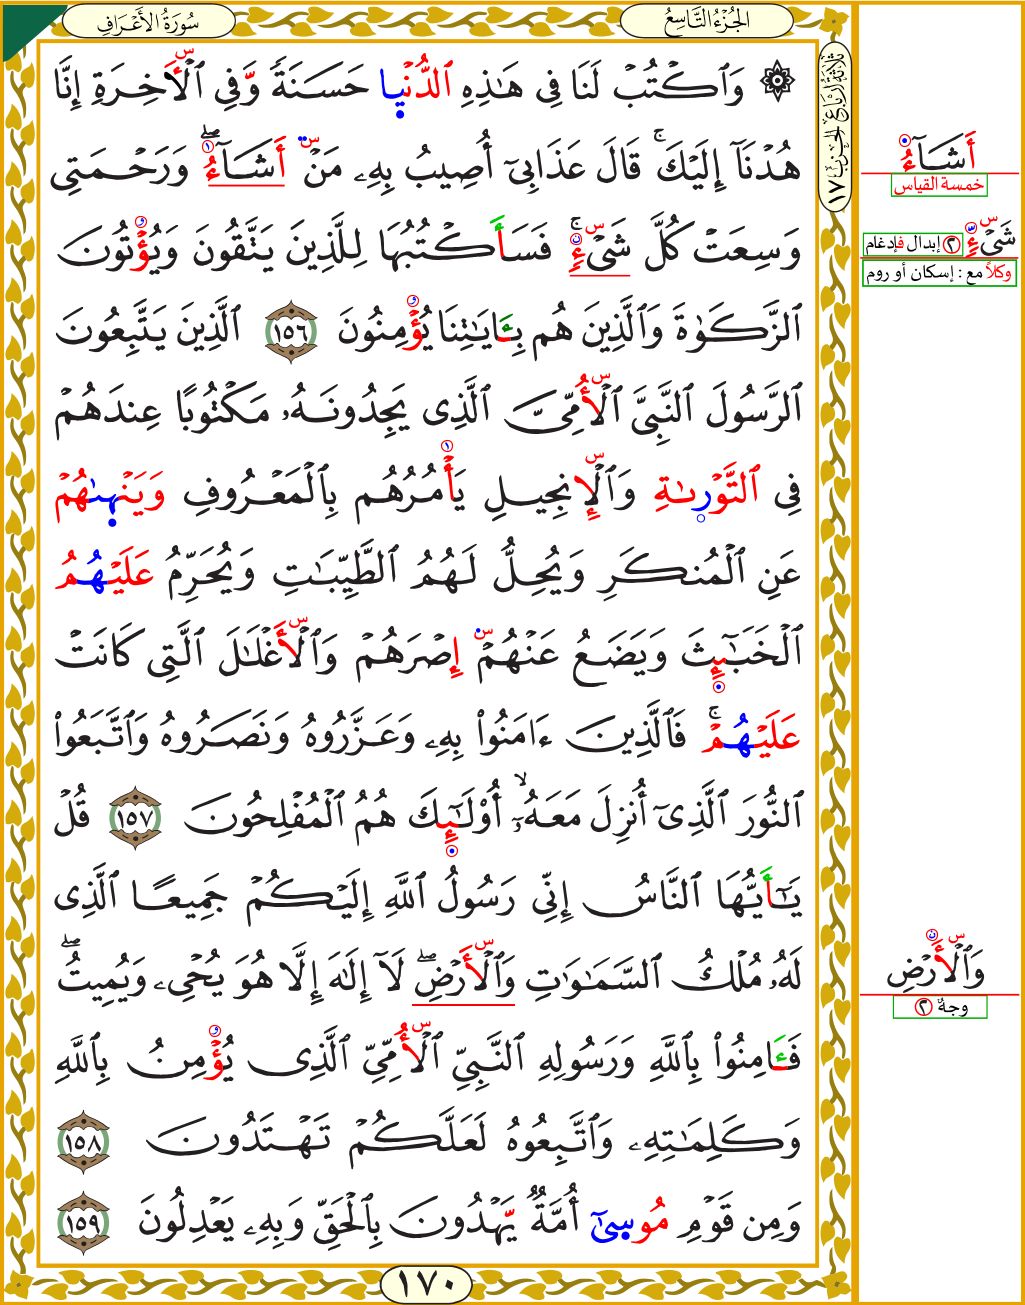 الجُزْءُ التَّاسِعُ
سُورَةُ الأَعْرَافِ
ثَلَاثَةُ أَرْبَاعِ الحِزْبِ ١٧
۞ وَٱكْتُبْ لَنَا فِى هَـٰذِهِ ٱلدُّنْيٜا حَسَنَةً وَفِى ٱلْأَخِرَةِ إِنَّا
هُدْنَآ إِلَيْكَ ۚ قَالَ عَذَابِىٓ أُصِيبُ بِهِۦ مَنْ أَشَآءُ ۖ وَرَحْمَتِى
وَسِعَتْ كُلَّ شَىْءٍ ۚ فَسَأَكْتُبُهَا لِلَّذِينَ يَتَّقُونَ وَيُؤْتُونَ
ٱلزَّكَوٰةَ وَٱلَّذِينَ هُم بِـَٔايَـٰتِنَا يُؤْمِنُونَ ١٥٦ ٱلَّذِينَ يَتَّبِعُونَ
ٱلرَّسُولَ ٱلنَّبِىَّ ٱلْأُمِّىَّ ٱلَّذِى يَجِدُونَهُۥ مَكْتُوبًا عِندَهُمْ
فِى ٱلتَّوْرٜىٰةِ وَٱلْإِنجِيلِ يَأْمُرُهُم بِٱلْمَعْرُوفِ وَيَنْهٜىٰهُمْ
عَنِ ٱلْمُنكَرِ وَيُحِلُّ لَهُمُ ٱلطَّيِّبَـٰتِ وَيُحَرِّمُ عَلَيْهُمُ
ٱلْخَبَـٰٓئِثَ وَيَضَعُ عَنْهُمْ إِصْرَهُمْ وَٱلْأَغْلَـٰلَ ٱلَّتِى كَانَتْ
عَلَيْهُمْ ۚ فَٱلَّذِينَ ءَامَنُوا۟ بِهِۦ وَعَزَّرُوهُ وَنَصَرُوهُ وَٱتَّبَعُوا۟
ٱلنُّورَ ٱلَّذِىٓ أُنزِلَ مَعَهُۥٓ ۙ أُو۟لَـٰٓئِكَ هُمُ ٱلْمُفْلِحُونَ ١٥٧ قُلْ
يَـٰٓأَيُّهَا ٱلنَّاسُ إِنِّى رَسُولُ ٱللَّهِ إِلَيْكُمْ جَمِيعًا ٱلَّذِى
لَهُۥ مُلْكُ ٱلسَّمَـٰوَٰتِ وَٱلْأَرْضِ ۖ لَآ إِلَـٰهَ إِلَّا هُوَ يُحْىِۦ وَيُمِيتُ ۖ
فَـَٔامِنُوا۟ بِٱللَّهِ وَرَسُولِهِ ٱلنَّبِىِّ ٱلْأُمِّىِّ ٱلَّذِى يُؤْمِنُ بِٱللَّهِ
وَكَلِمَـٰتِهِۦ وَٱتَّبِعُوهُ لَعَلَّكُمْ تَهْتَدُونَ ١٥٨
وَمِن قَوْمِ مُوسٜىٓ أُمَّةٌ يَهْدُونَ بِٱلْحَقِّ وَبِهِۦ يَعْدِلُونَ ١٥٩
١٧٠
أَشَآءُ
خمسة القياس
شَىْءٍ
٢ إبدال فإدغام
وكلاً مع : إسكان أو روم
وَٱلْأَرْضِ
وجهٌ ٢